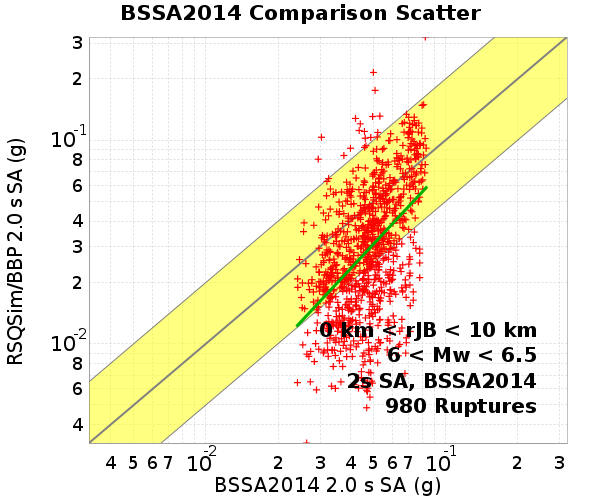 BSSA2014 Comparison Scatter
RSQSim/BBP 2.0 s SA (g)
3
2
10-1
8
6
4
3
2
10-2
8
6
4
0 km < rJB < 10 km
6 < Mw < 6.5
2s SA, BSSA2014
980 Ruptures
4 5 6 7 10-2 2 3 4 5 6 7 10-1 2 3
BSSA2014 2.0 s SA (g)